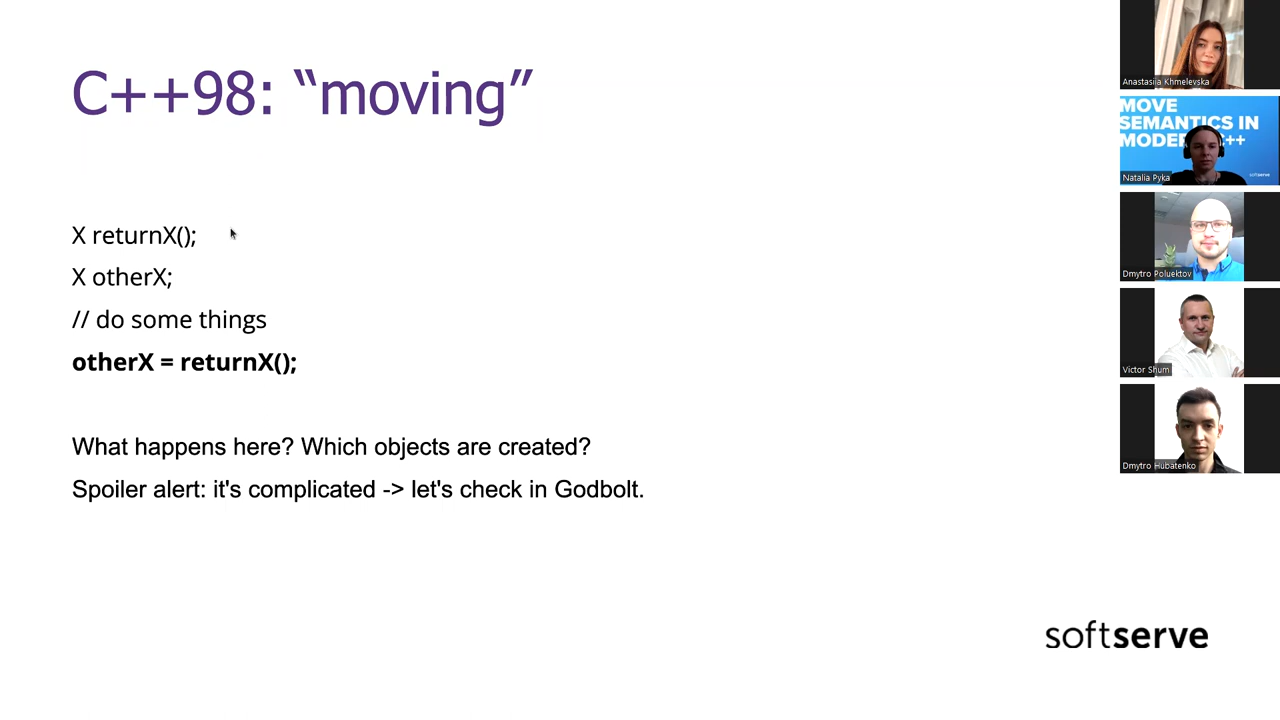 C++98: “moving”
X returnX();
X otherX;
// do some things
otherX = returnX();
What happens here? Which objects are created?
Spoiler alert: it's complicated -> let's check in Godbolt.
softserve
Anastasiia Khmelevska
MOVE
SEMANTICS IN
MODERN C++
softserve
Natalia Pyka
Dmytro Poluektov
Victor Shum
Dmytro Hubatenko